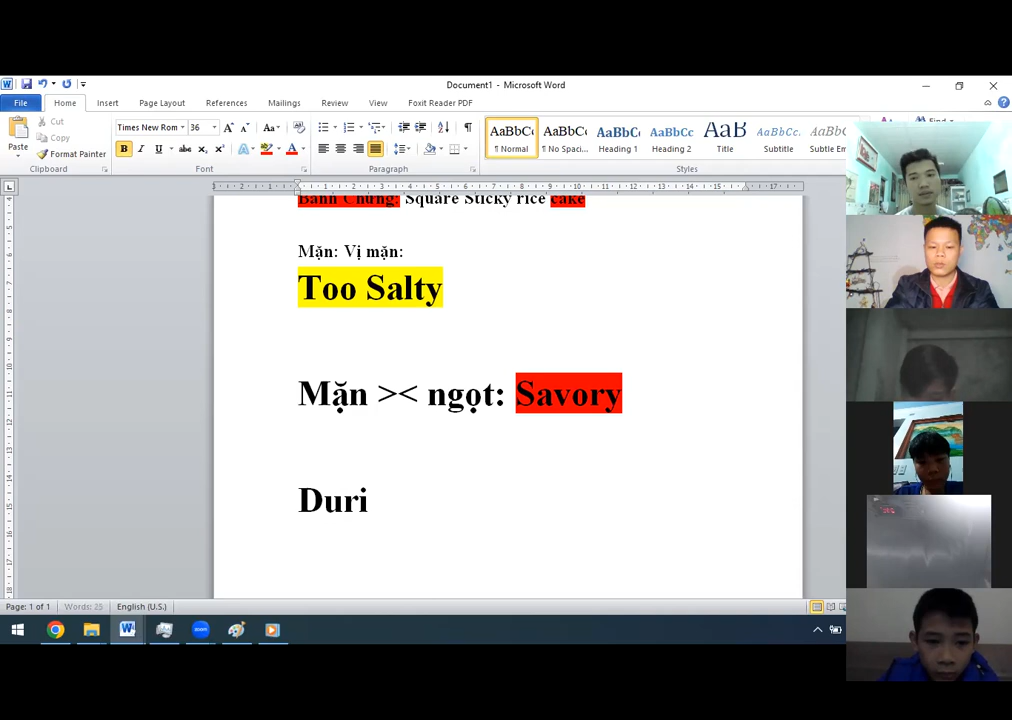 Document1 - Microsoft Word
File Home Insert Page Layout References Mailings Review View Foxit Reader PDF
Paste
Cut
Copy
Format Painter
Times New Rom 36
AaBbCc AaBbCc AaBbCc AaBbCc AaB AaBbCc. AaBbCc
¶ Normal ¶ No Spaci... Heading 1 Heading 2 Title Subtitle Subtle Em
Clipboard Font Paragraph Styles
Bánh Chưng: Square Sticky rice cake
Mặn: Vị mặn:
Too Salty
Mặn >< ngọt: Savory
Duri
Page: 1 of 1 Words: 25 English (U.S.)
zoom